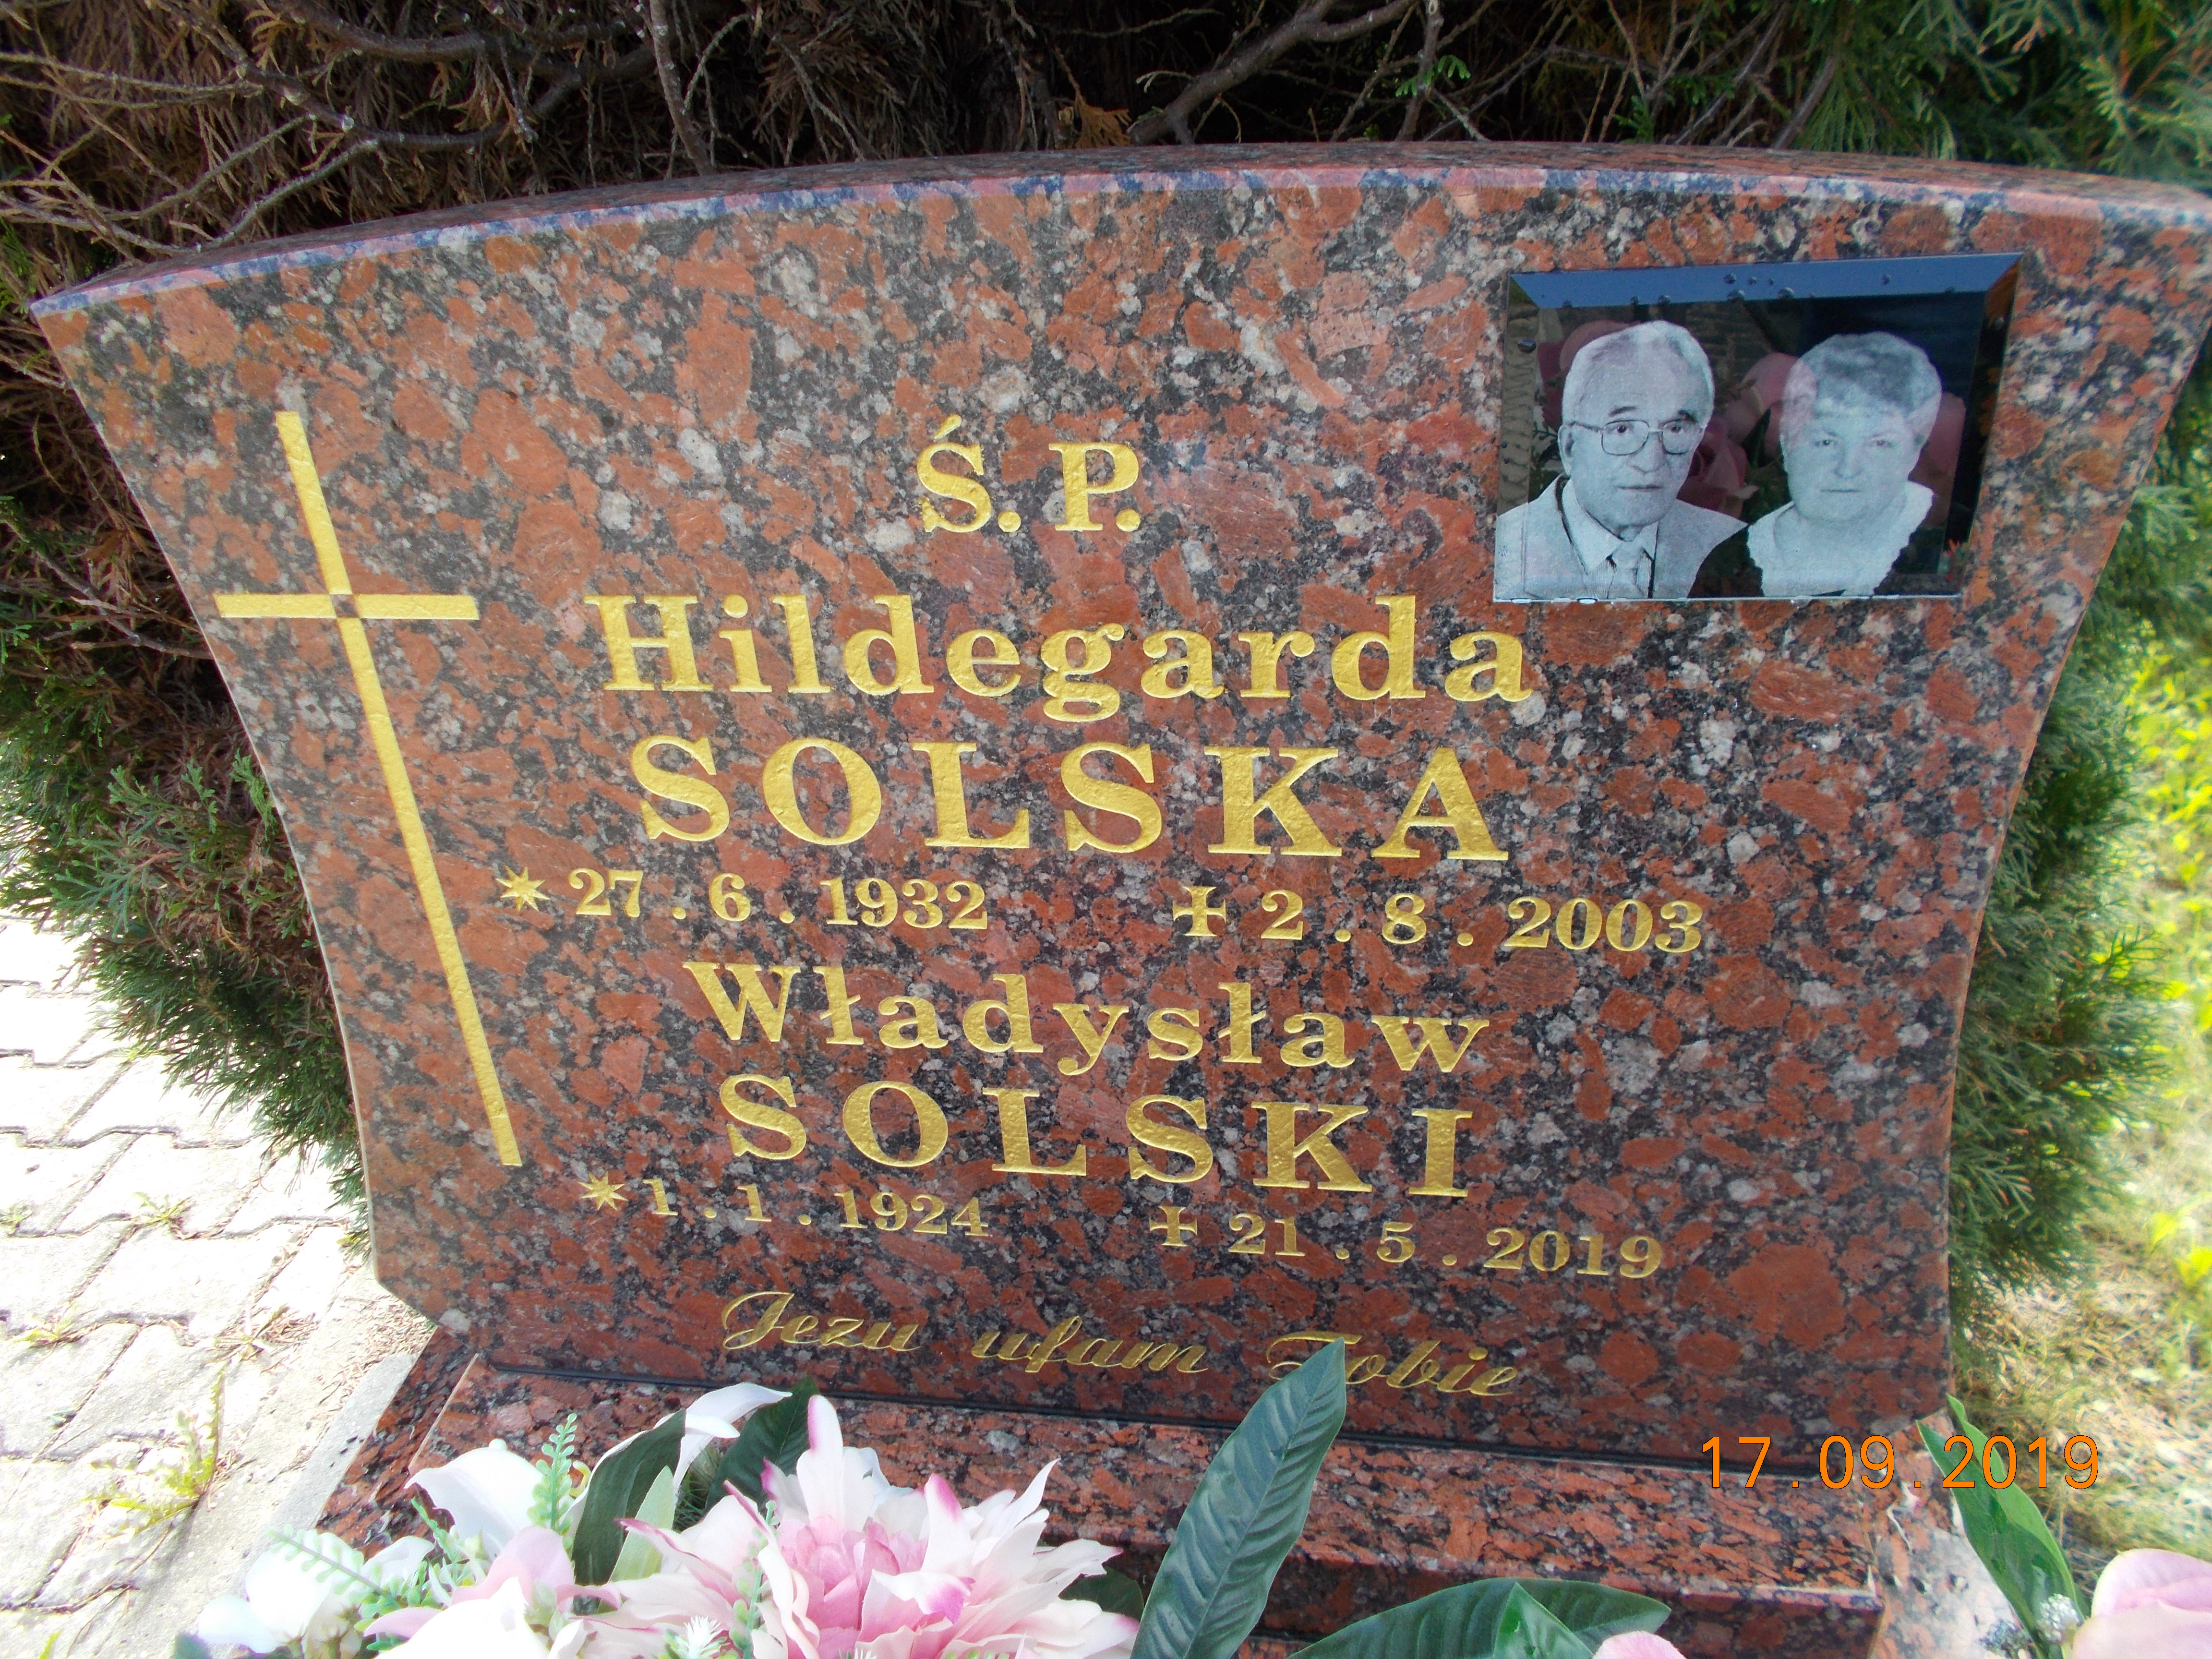 Ś. P.
Hildegarda
SOLSKA
* 27 . 6 . 1932 ✝ 2 . 8 . 2003
Władysław
SOLSKI
* 1 . 1 . 1924 ✝ 21 . 5 . 2019
Jezu ufam Tobie
17.09.2019